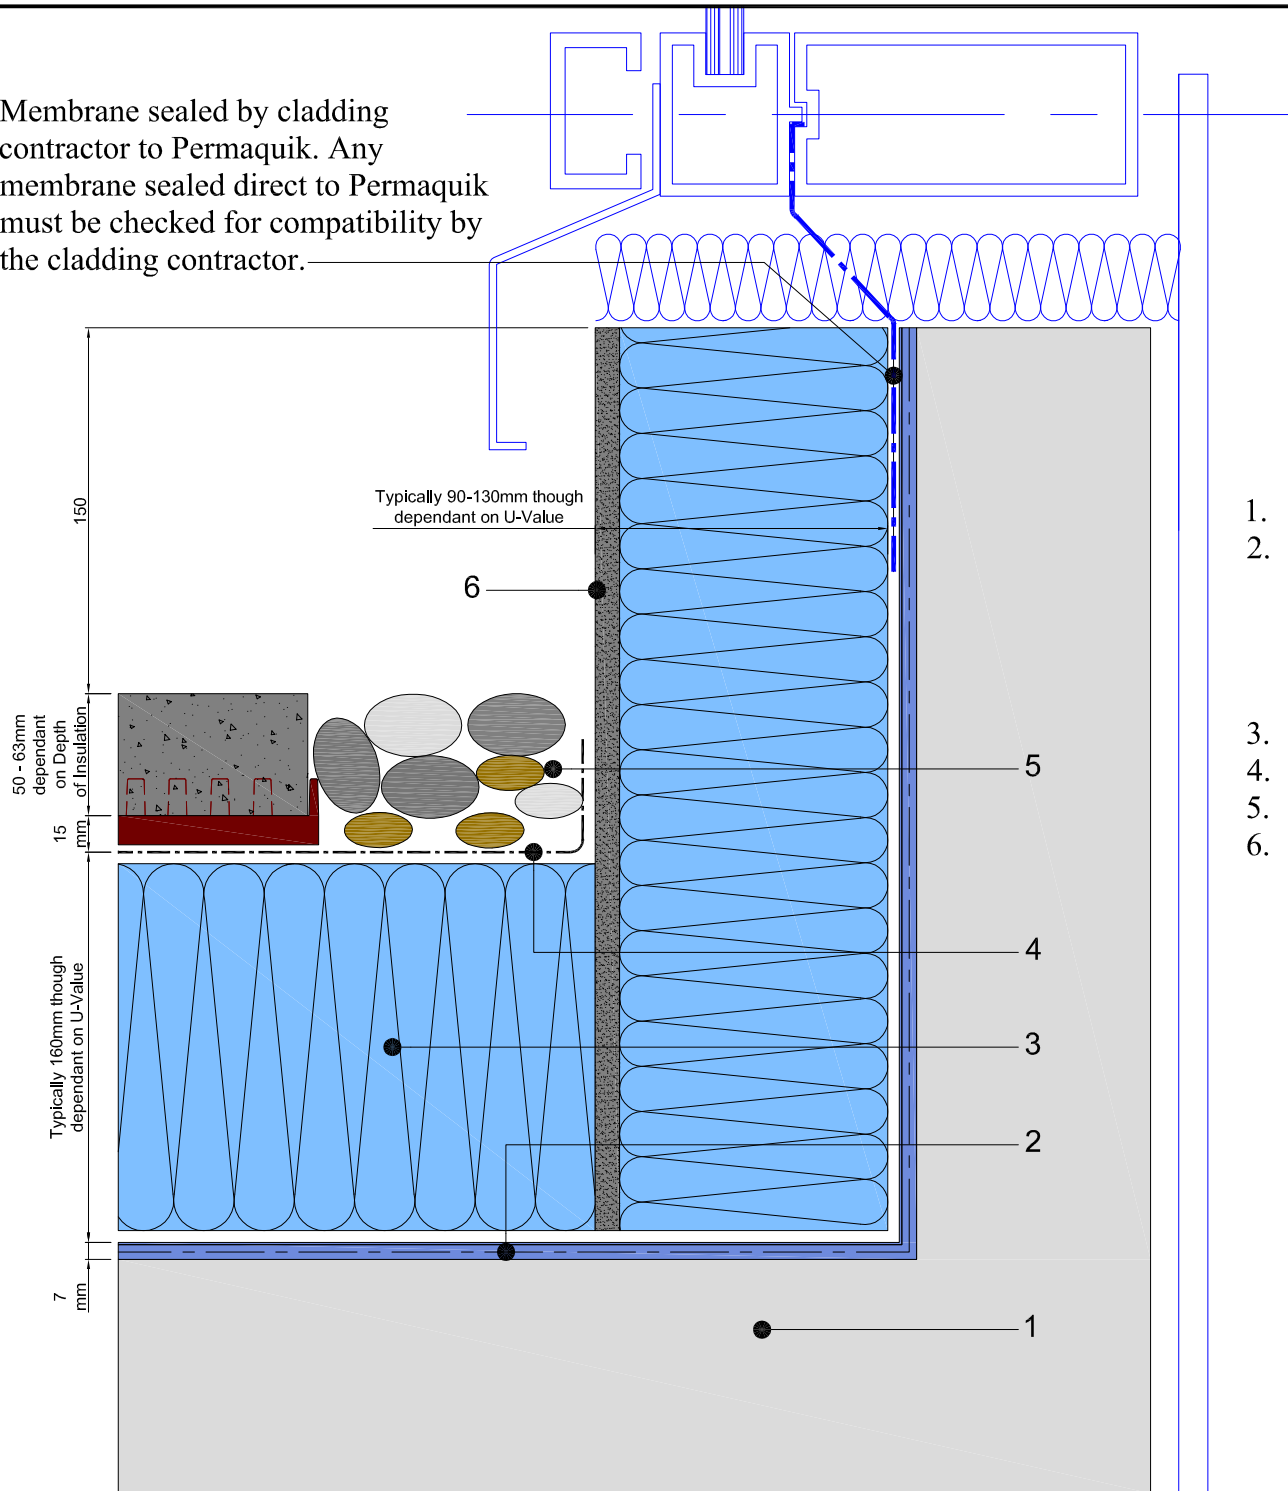 Membrane sealed by cladding
contractor to Permaquik. Any
membrane sealed direct to Permaquik
must be checked for compatibility by
the cladding contractor.
150
Typically 90-130mm though
dependant on U-Value
6
50 - 63mm
dependant
on Depth
of Insulation
15
mm
5
4
Typically 160mm though
dependant on U-Value
3
2
7
mm
1
1.
2.
3.
4.
5.
6.